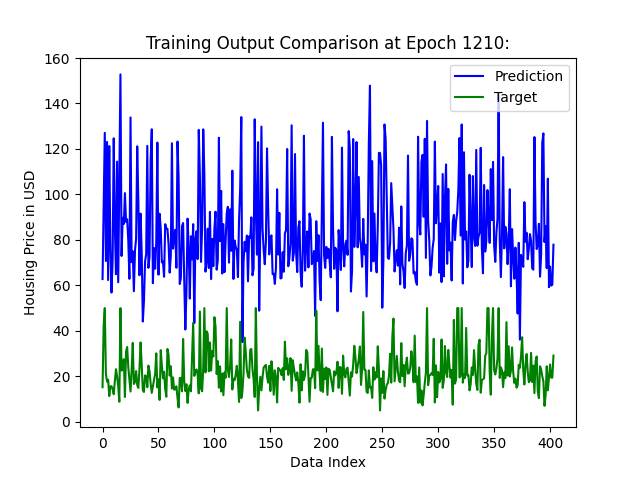 Training Output Comparison at Epoch 1210:
Prediction
Target
Housing Price in USD
160
140
120
100
80
60
40
20
0
0 50 100 150 200 250 300 350 400
Data Index